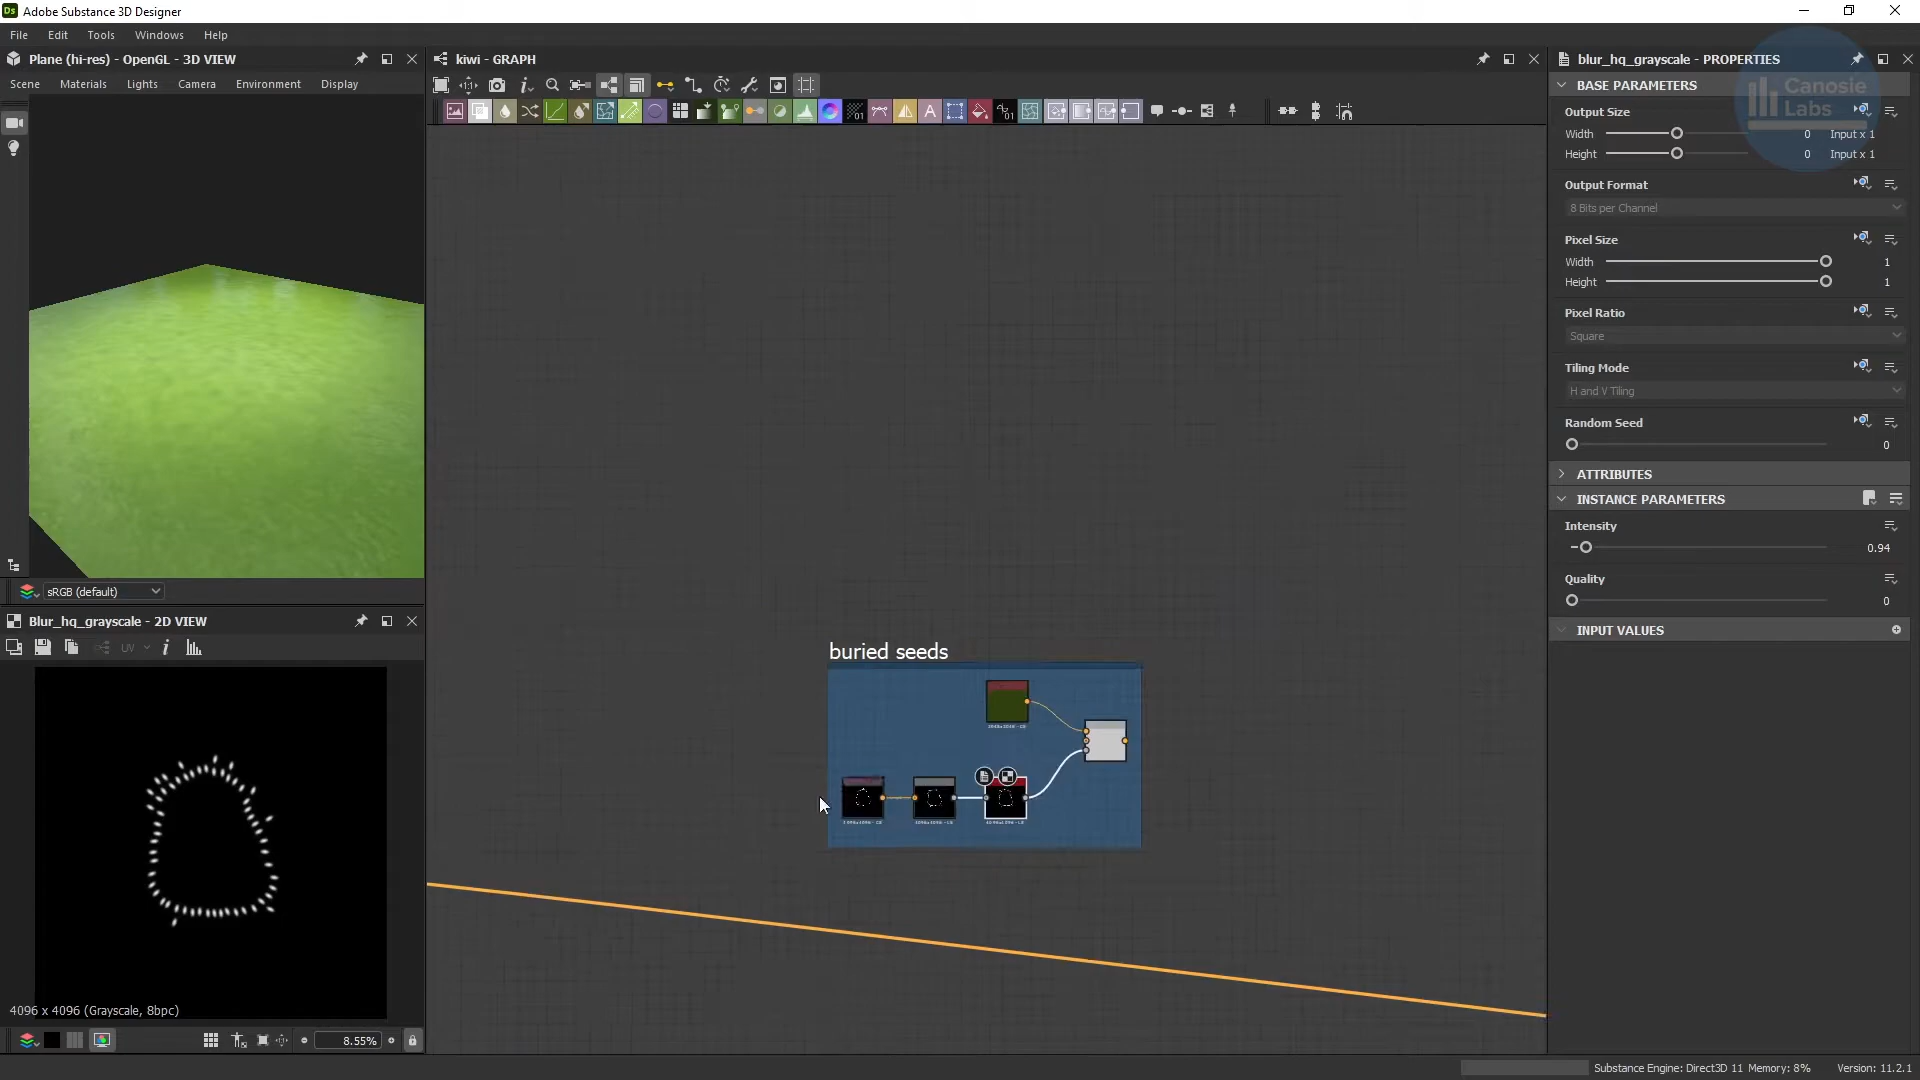 Ds Adobe Substance 3D Designer
File Edit Tools Windows Help
Plane (hi-res) - OpenGL - 3D VIEW
Scene Materials Lights Camera Environment Display
sRGB (default)
Blur_hq_grayscale - 2D VIEW
UV
4096 x 4096 (Grayscale, 8bpc)
8.55%
kiwi - GRAPH
buried seeds
blur_hq_grayscale - PROPERTIES
Canosie
Labs
BASE PARAMETERS
Output Size
Width 0 Input x 1
Height 0 Input x 1
Output Format
8 Bits per Channel
Pixel Size
Width 1
Height 1
Pixel Ratio
Square
Tiling Mode
H and V Tiling
Random Seed
0
ATTRIBUTES
INSTANCE PARAMETERS
Intensity
0.94
Quality
0
INPUT VALUES
Substance Engine: Direct3D 11 Memory: 8% Version: 11.2.1